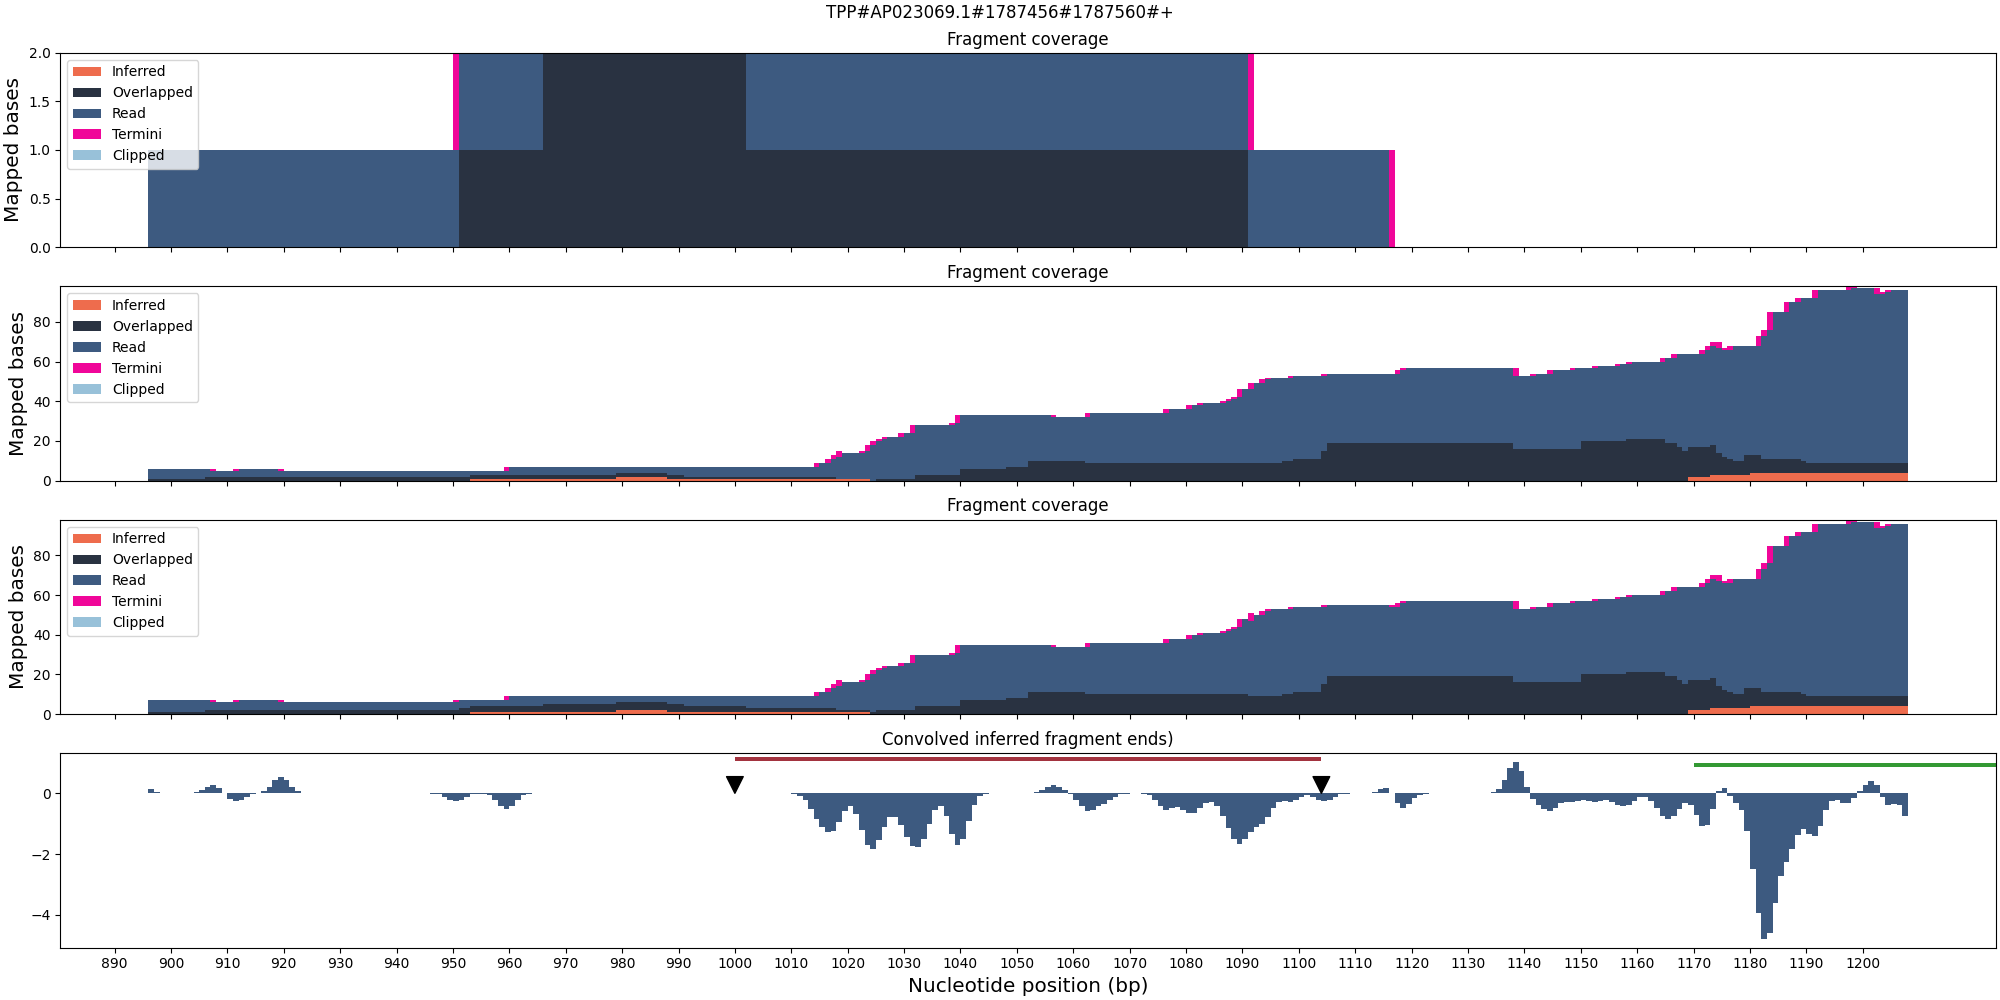 TPP#AP023069.1#1787456#1787560#+
Fragment coverage
Mapped bases
2.0
1.5
1.0
0.5
0.0
Inferred
Overlapped
Read
Termini
Clipped
Fragment coverage
Mapped bases
80
60
40
20
0
Inferred
Overlapped
Read
Termini
Clipped
Fragment coverage
Mapped bases
80
60
40
20
0
Inferred
Overlapped
Read
Termini
Clipped
Convolved inferred fragment ends)
0
−2
−4
890 900 910 920 930 940 950 960 970 980 990 1000 1010 1020 1030 1040 1050 1060 1070 1080 1090 1100 1110 1120 1130 1140 1150 1160 1170 1180 1190 1200
Nucleotide position (bp)